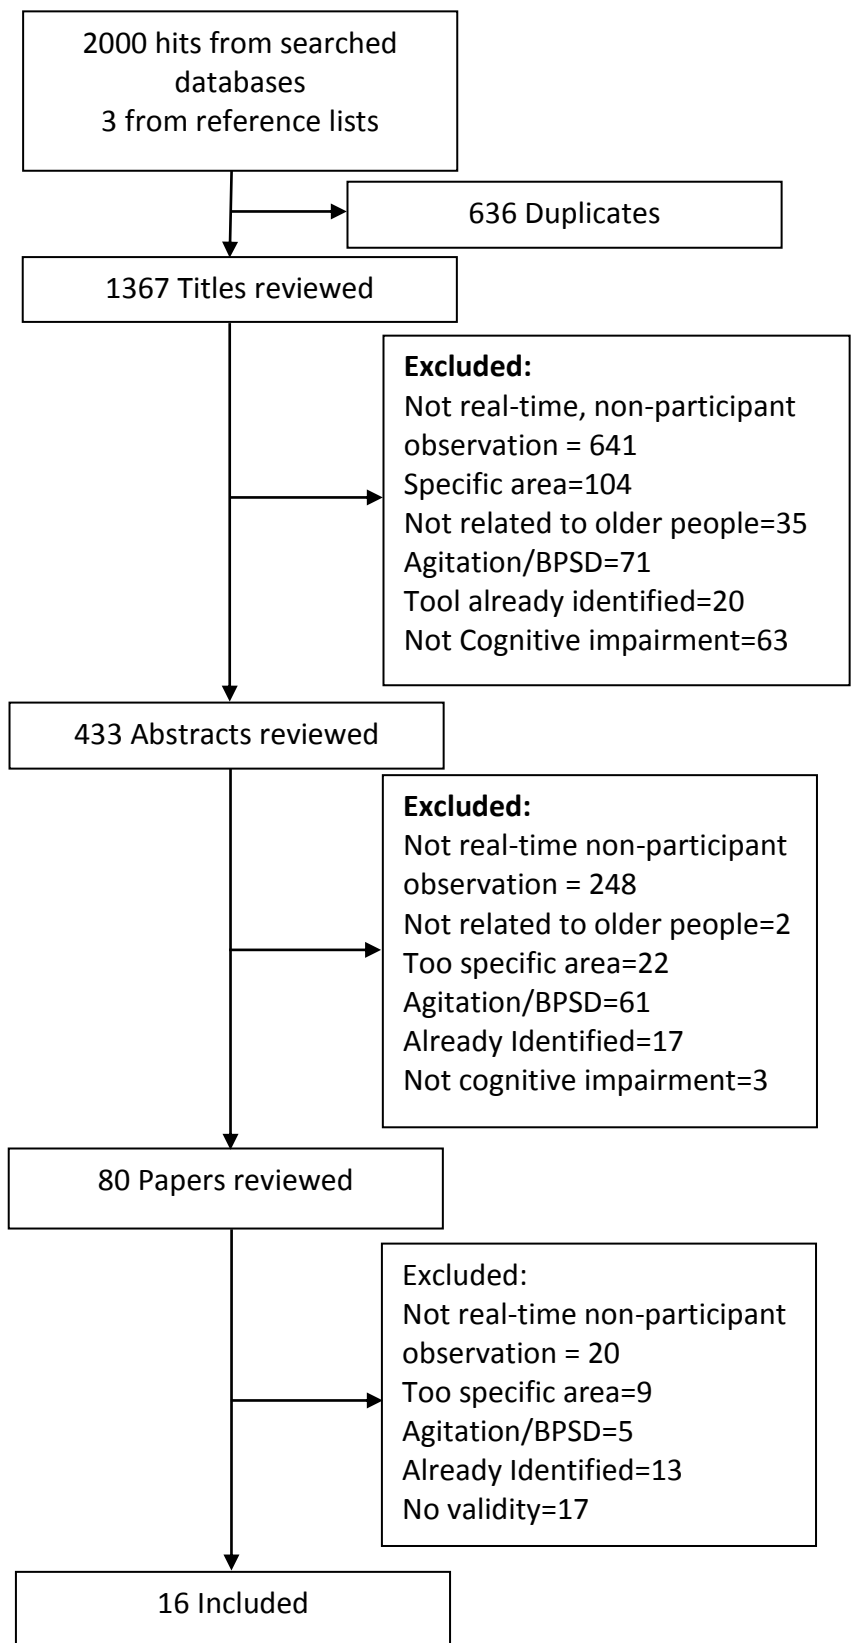 2000 hits from searched
databases
3 from reference lists
636 Duplicates
1367 Titles reviewed
Excluded:
Not real-time, non-participant
observation = 641
Specific area=104
Not related to older people=35
Agitation/BPSD=71
Tool already identified=20
Not Cognitive impairment=63
433 Abstracts reviewed
Excluded:
Not real-time non-participant
observation = 248
Not related to older people=2
Too specific area=22
Agitation/BPSD=61
Already Identified=17
Not cognitive impairment=3
80 Papers reviewed
Excluded:
Not real-time non-participant
observation = 20
Too specific area=9
Agitation/BPSD=5
Already Identified=13
No validity=17
16 Included